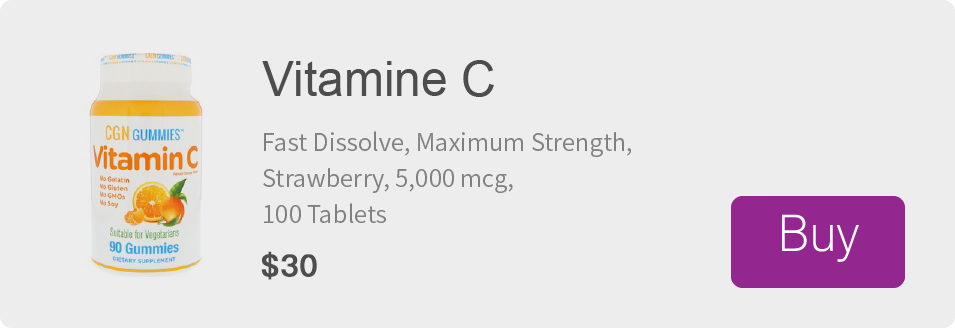 CGN GUMMIES™
Vitamin C
No Gelatin
No Gluten
No GMOs
No Soy
Suitable for Vegetarians
90 Gummies
DIETARY SUPPLEMENT
Vitamine C
Fast Dissolve, Maximum Strength,
Strawberry, 5,000 mcg,
100 Tablets
$30
Buy